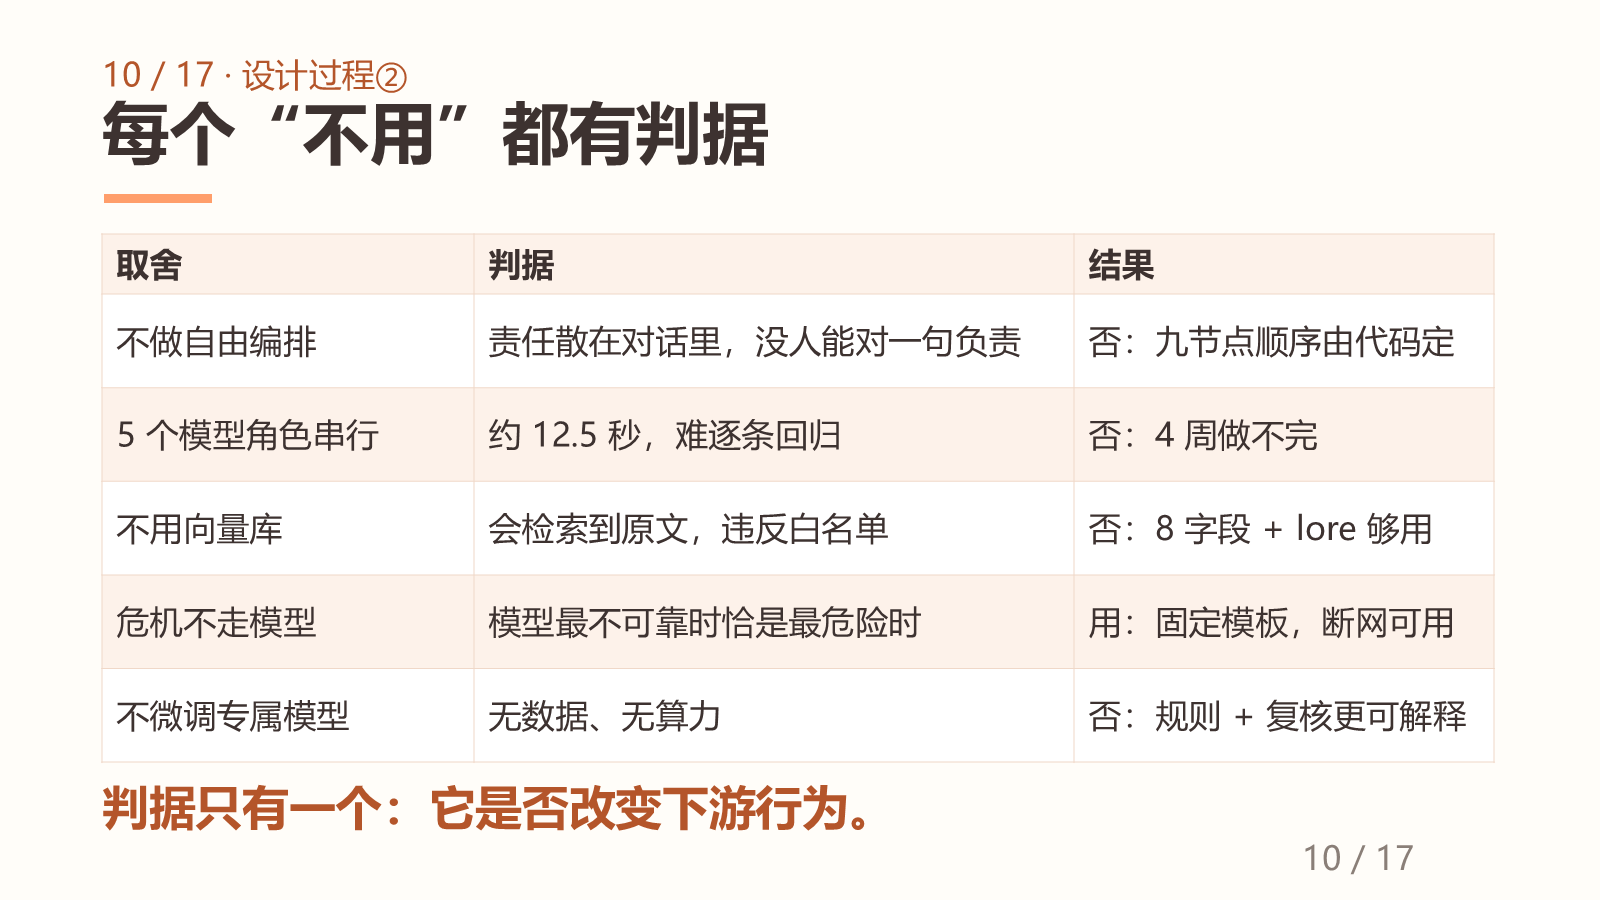 10 / 17 · 设计过程②
每个“不用”都有判据
取舍
判据
结果
不做自由编排
责任散在对话里，没人能对一句负责
否：九节点顺序由代码定
5 个模型角色串行
约 12.5 秒，难逐条回归
否：4 周做不完
不用向量库
会检索到原文，违反白名单
否：8 字段 + lore 够用
危机不走模型
模型最不可靠时恰是最危险时
用：固定模板，断网可用
不微调专属模型
无数据、无算力
否：规则 + 复核更可解释
判据只有一个：它是否改变下游行为。
10 / 17